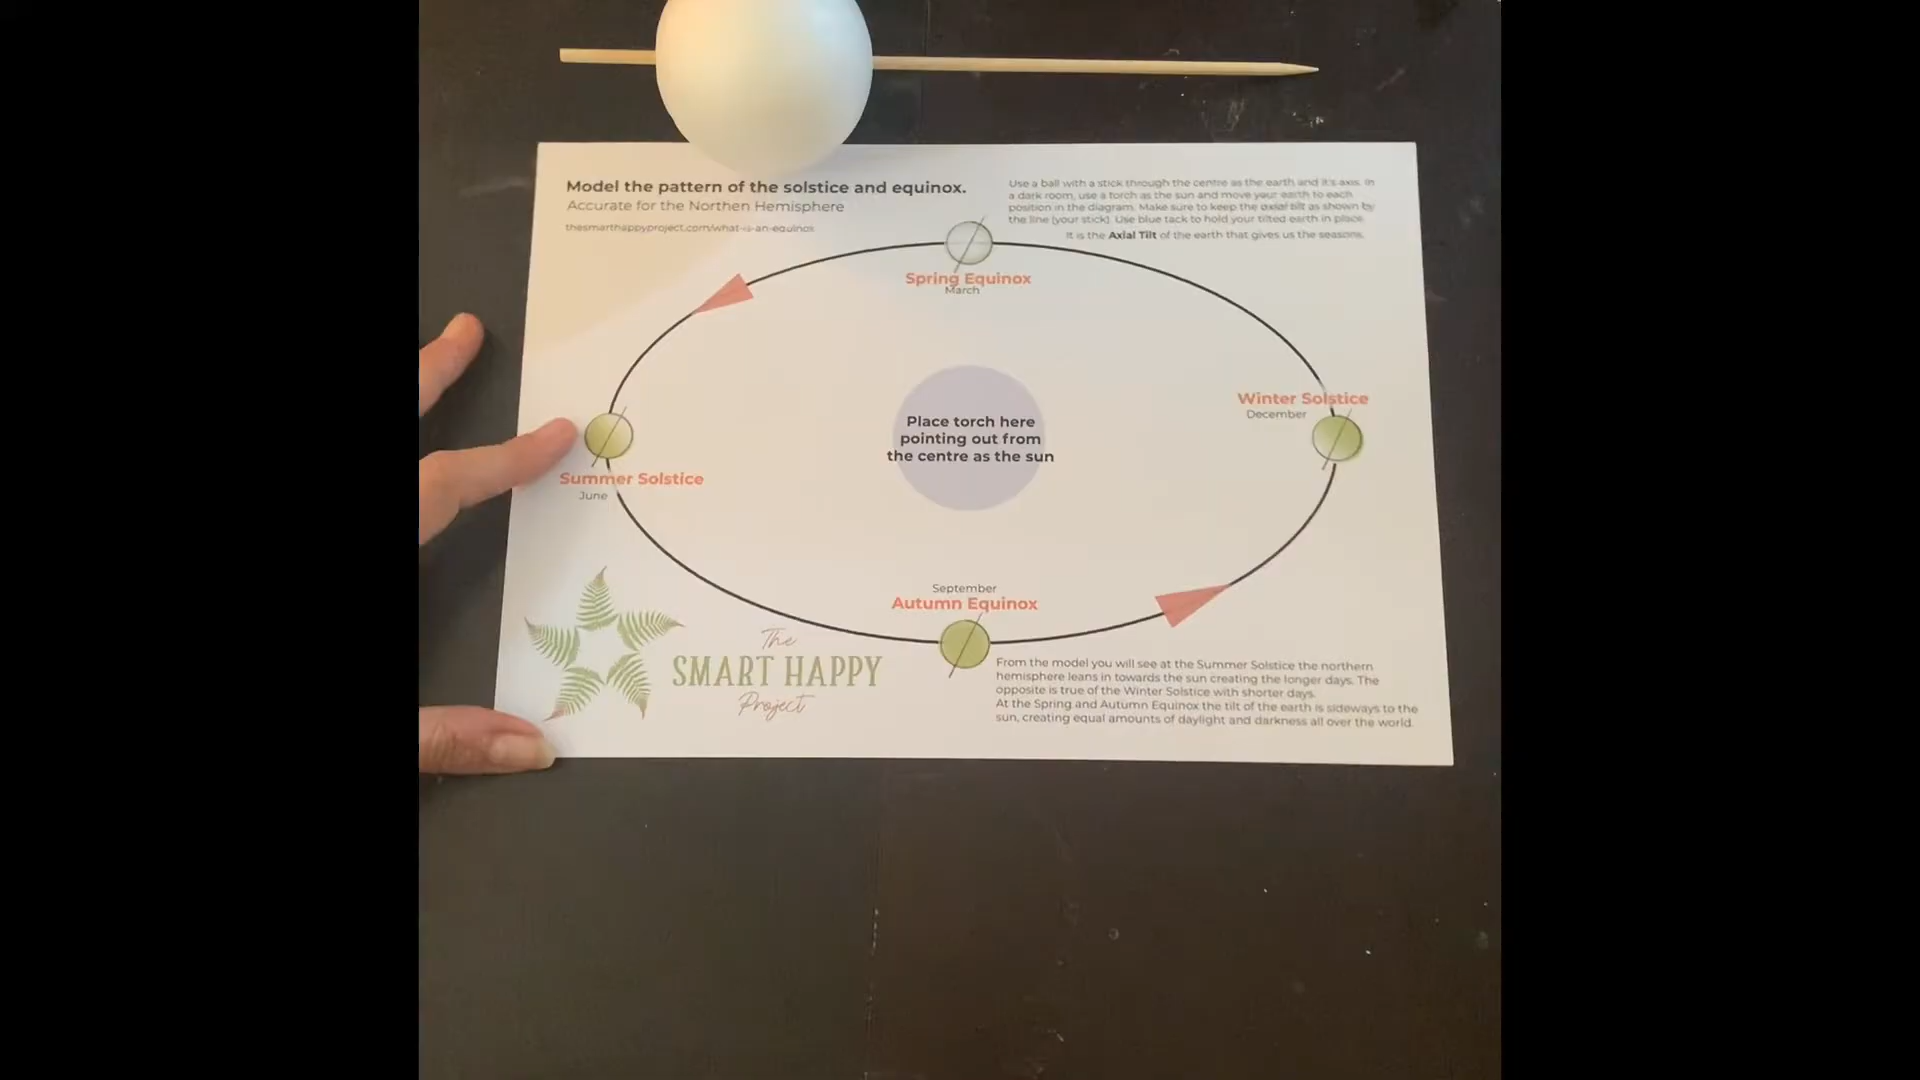 Model the pattern of the solstice and equinox.
Accurate for the Northen Hemisphere
thesmarthappyproject.com/what-is-an-equinox
Use a ball with a stick through the centre as the earth and it's axis. In
a dark room, use a torch as the sun and move your earth to each
position in the diagram. Make sure to keep the axial tilt as shown by
the line (your stick). Use blue tack to hold your tilted earth in place.
It is the Axial Tilt of the earth that gives us the seasons.
Spring Equinox
March
Winter Solstice
December
Place torch here
pointing out from
the centre as the sun
Summer Solstice
June
September
Autumn Equinox
The
SMART HAPPY
Project
From the model you will see at the Summer Solstice the northern
hemisphere leans in towards the sun creating the longer days. The
opposite is true of the Winter Solstice with shorter days.
At the Spring and Autumn Equinox the tilt of the earth is sideways to the
sun, creating equal amounts of daylight and darkness all over the world.